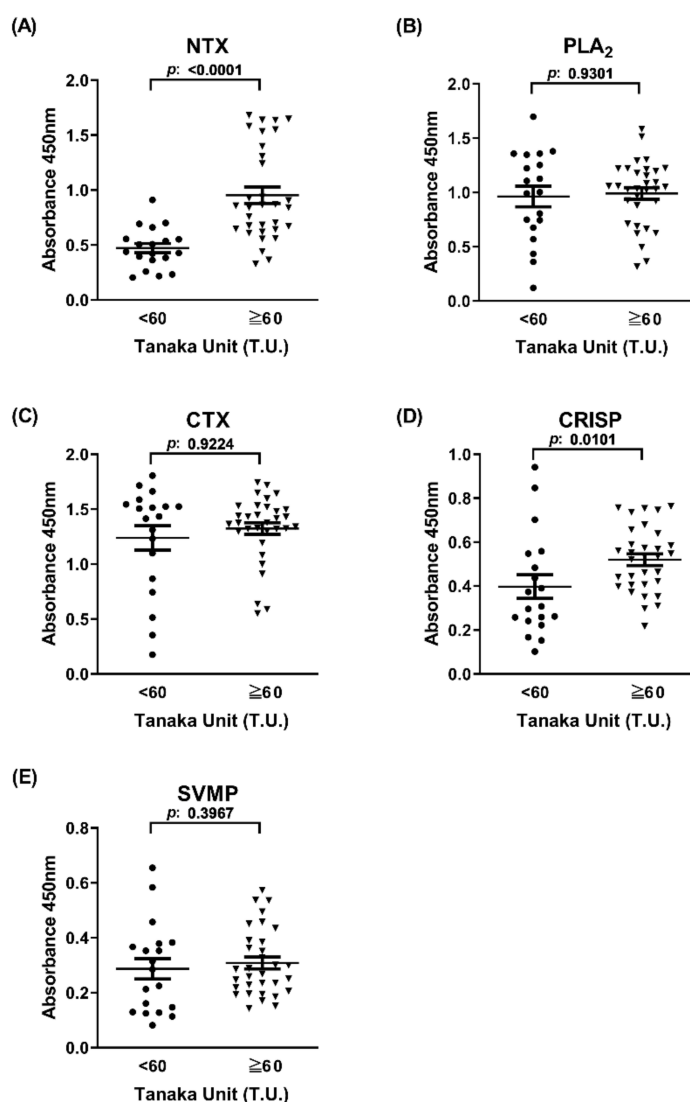 (A)
NTX
p: <0.0001
Absorbance 450nm
2.0
1.5
1.0
0.5
0.0
<60 ≧60
Tanaka Unit (T.U.)
(B)
PLA₂
p: 0.9301
Absorbance 450nm
2.0
1.5
1.0
0.5
0.0
<60 ≧60
Tanaka Unit (T.U.)
(C)
CTX
p: 0.9224
Absorbance 450nm
2.0
1.5
1.0
0.5
0.0
<60 ≧60
Tanaka Unit (T.U.)
(D)
CRISP
p: 0.0101
Absorbance 450nm
1.0
0.8
0.6
0.4
0.2
0.0
<60 ≧60
Tanaka Unit (T.U.)
(E)
SVMP
p: 0.3967
Absorbance 450nm
0.8
0.6
0.4
0.2
0.0
<60 ≧60
Tanaka Unit (T.U.)